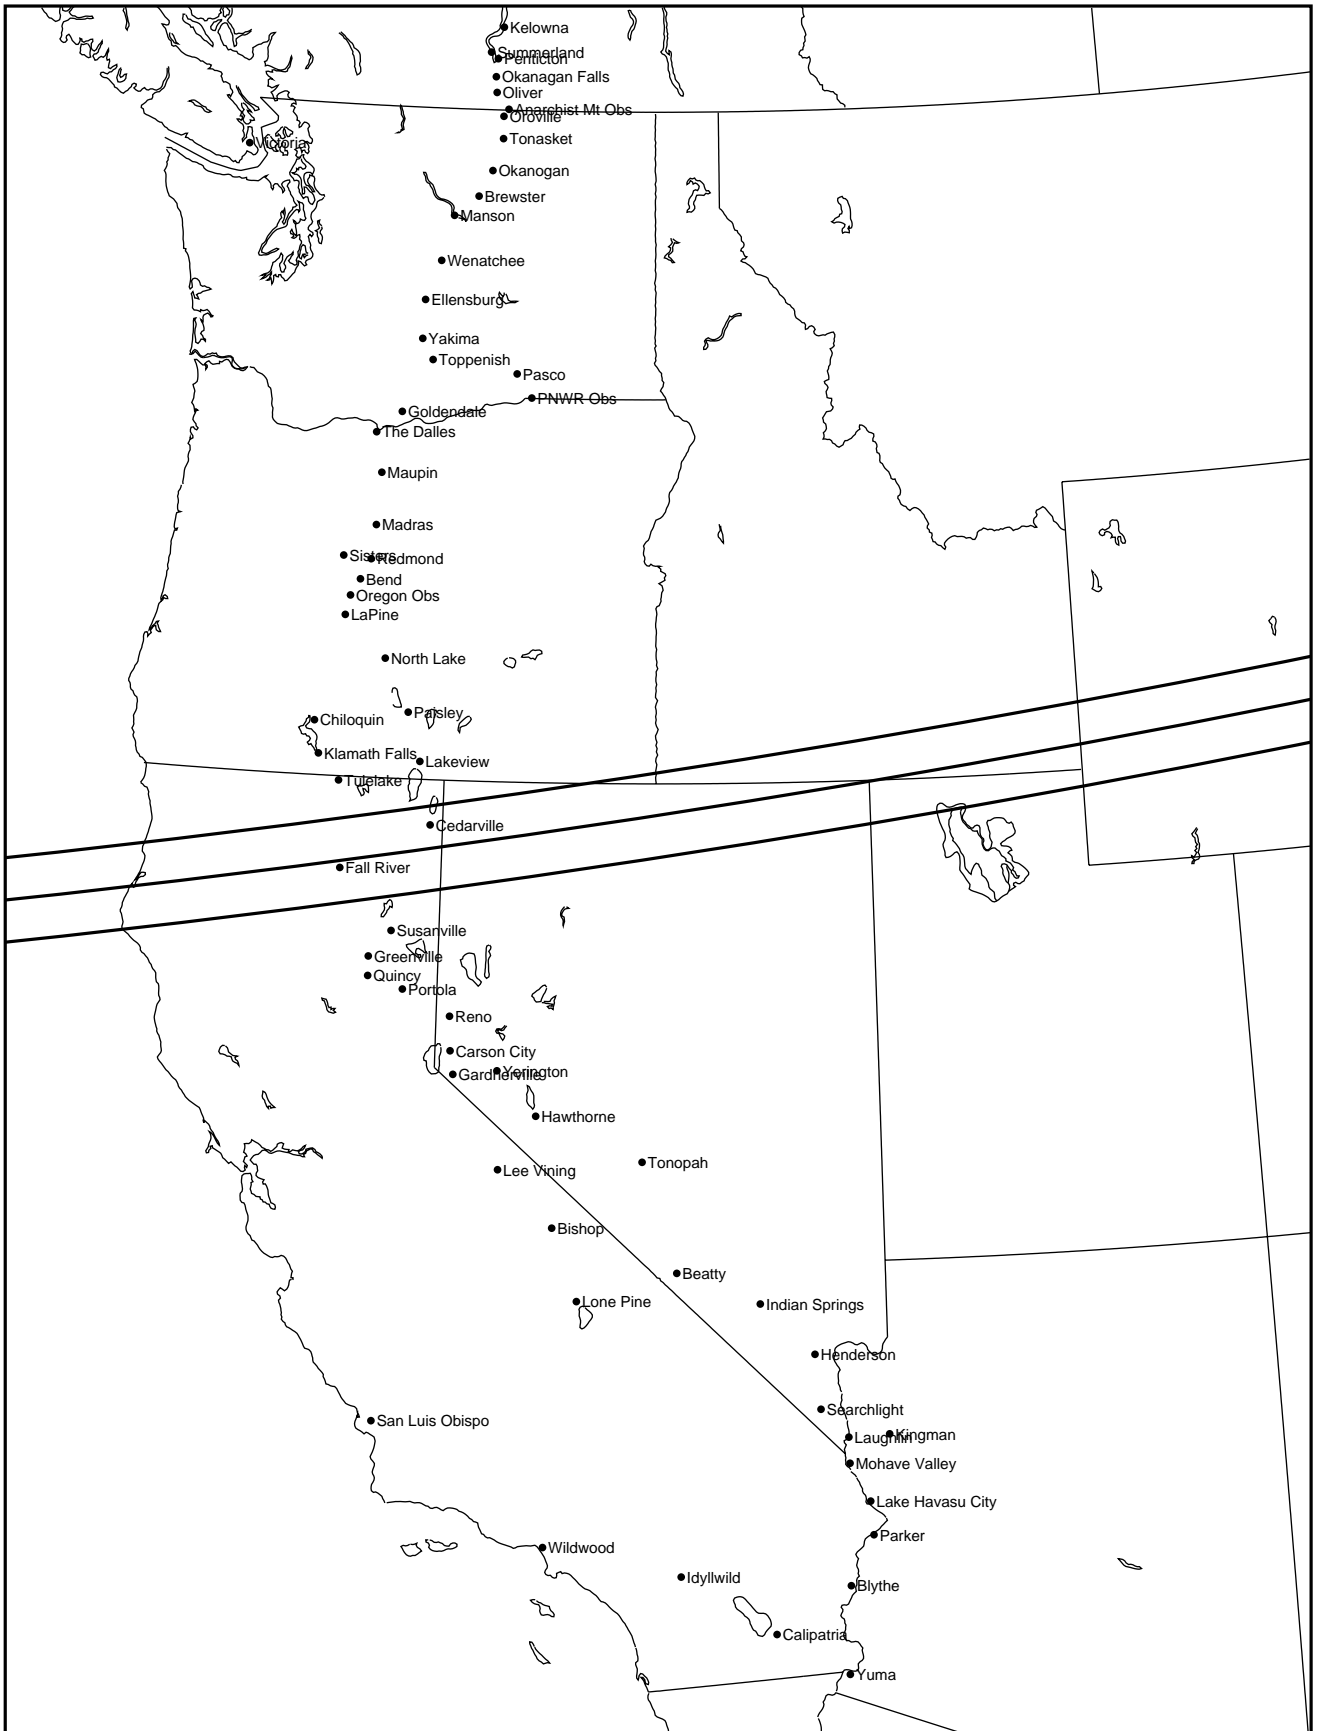 Kelowna
Summerland
Penticton
Okanagan Falls
Oliver
Anarchist Mt Obs
Oroville
Tonasket
Victoria
Okanogan
Brewster
Manson
Wenatchee
Ellensburg
Yakima
Toppenish
Pasco
PNWR Obs
Goldendale
The Dalles
Maupin
Madras
Sisters
Redmond
Bend
Oregon Obs
LaPine
North Lake
Paisley
Chiloquin
Klamath Falls
Lakeview
Tulelake
Cedarville
Fall River
Susanville
Greenville
Quincy
Portola
Reno
Carson City
Yerington
Gardnerville
Hawthorne
Tonopah
Lee Vining
Bishop
Beatty
Lone Pine
Indian Springs
Henderson
Searchlight
San Luis Obispo
Kingman
Laughlin
Mohave Valley
Lake Havasu City
Parker
Wildwood
Idyllwild
Blythe
Calipatria
Yuma